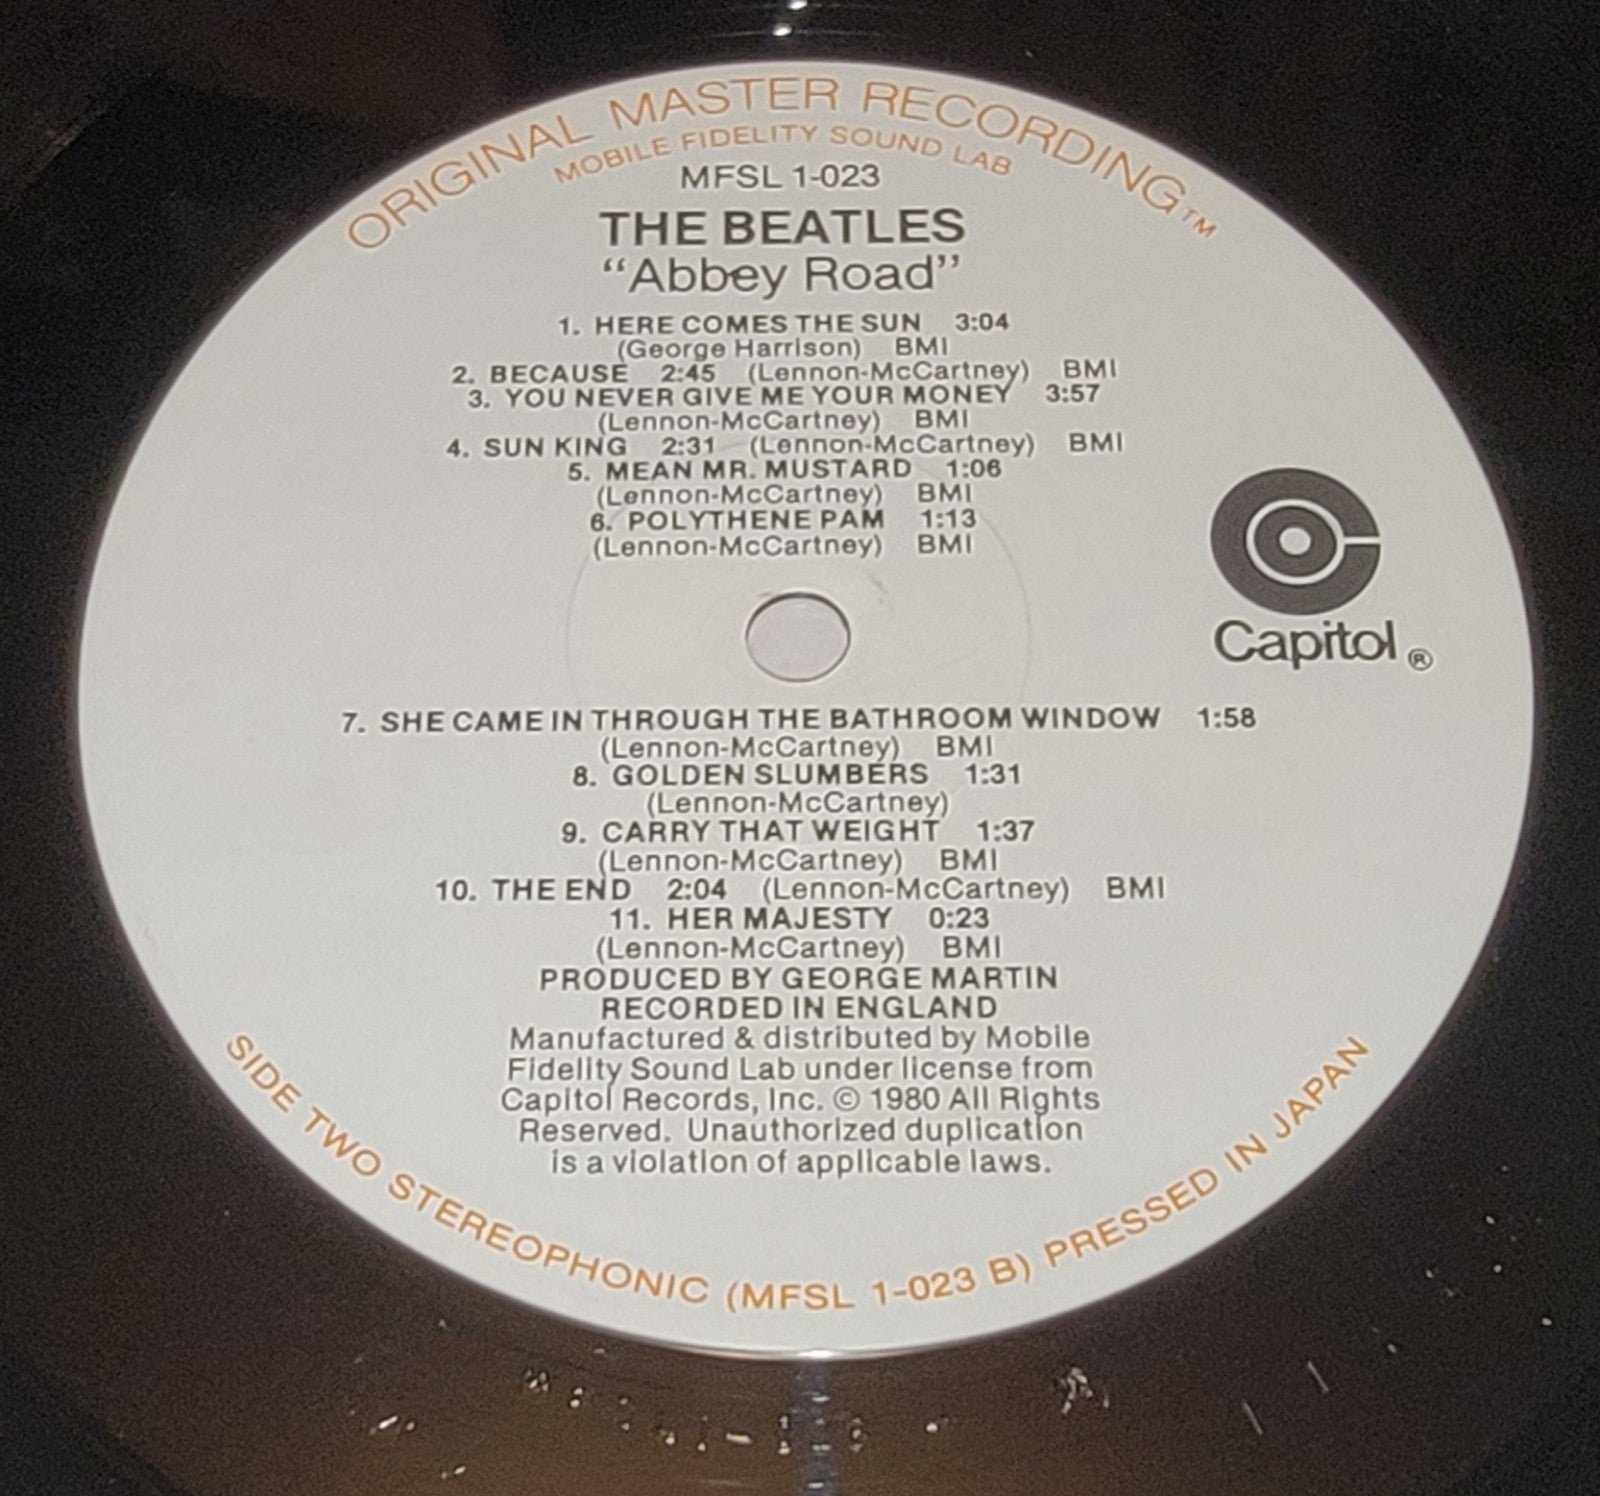 ORIGINAL MASTER RECORDING™
MOBILE FIDELITY SOUND LAB
MFSL 1-023
THE BEATLES
“Abbey Road”
1. HERE COMES THE SUN 3:04
(George Harrison) BMI
2. BECAUSE 2:45 (Lennon-McCartney) BMI
3. YOU NEVER GIVE ME YOUR MONEY 3:57
(Lennon-McCartney) BMI
4. SUN KING 2:31 (Lennon-McCartney) BMI
5. MEAN MR. MUSTARD 1:06
(Lennon-McCartney) BMI
6. POLYTHENE PAM 1:13
(Lennon-McCartney) BMI
Capitol®
7. SHE CAME IN THROUGH THE BATHROOM WINDOW 1:58
(Lennon-McCartney) BMI
8. GOLDEN SLUMBERS 1:31
(Lennon-McCartney)
9. CARRY THAT WEIGHT 1:37
(Lennon-McCartney) BMI
10. THE END 2:04 (Lennon-McCartney) BMI
11. HER MAJESTY 0:23
(Lennon-McCartney) BMI
PRODUCED BY GEORGE MARTIN
RECORDED IN ENGLAND
Manufactured & distributed by Mobile
Fidelity Sound Lab under license from
Capitol Records, Inc. © 1980 All Rights
Reserved. Unauthorized duplication
is a violation of applicable laws.
SIDE TWO STEREOPHONIC (MFSL 1-023 B) PRESSED IN JAPAN